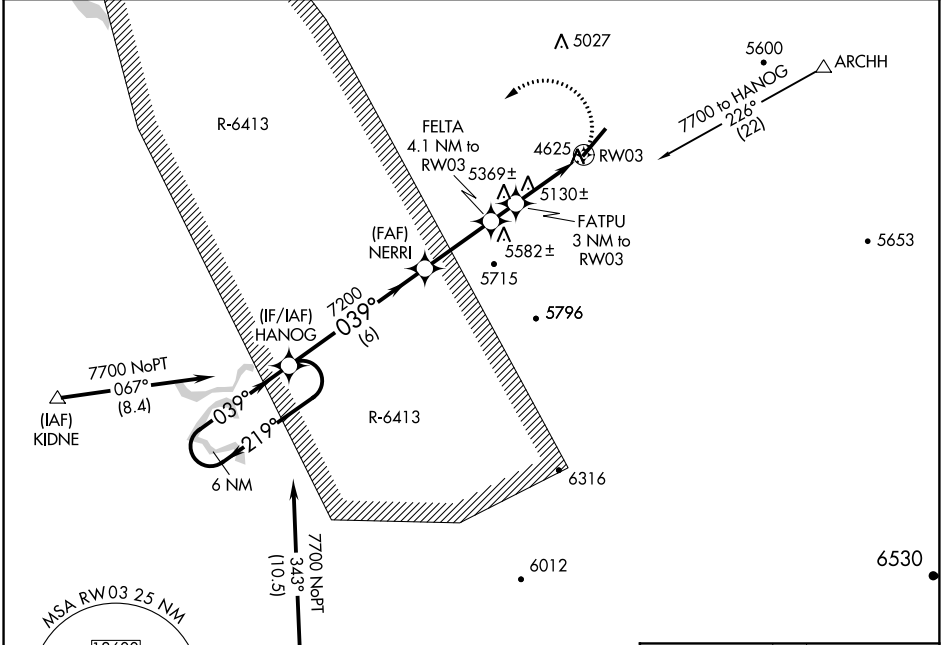 5027
5600
ARCHH
7700 to HANOG
226°
(22)
R-6413
FELTA
4.1 NM to
RW03
4625
RW03
5369±
5130±
FATPU
3 NM to
RW03
(FAF)
NERRI
5582±
5715
5653
5796
7200
039°
(6)
(IF/IAF)
HANOG
7700 NoPT
067°
(8.4)
(IAF)
KIDNE
039°
219°
6 NM
R-6413
6316
7700 NoPT
343°
(10.5)
6012
6530
MSA RW03 25 NM